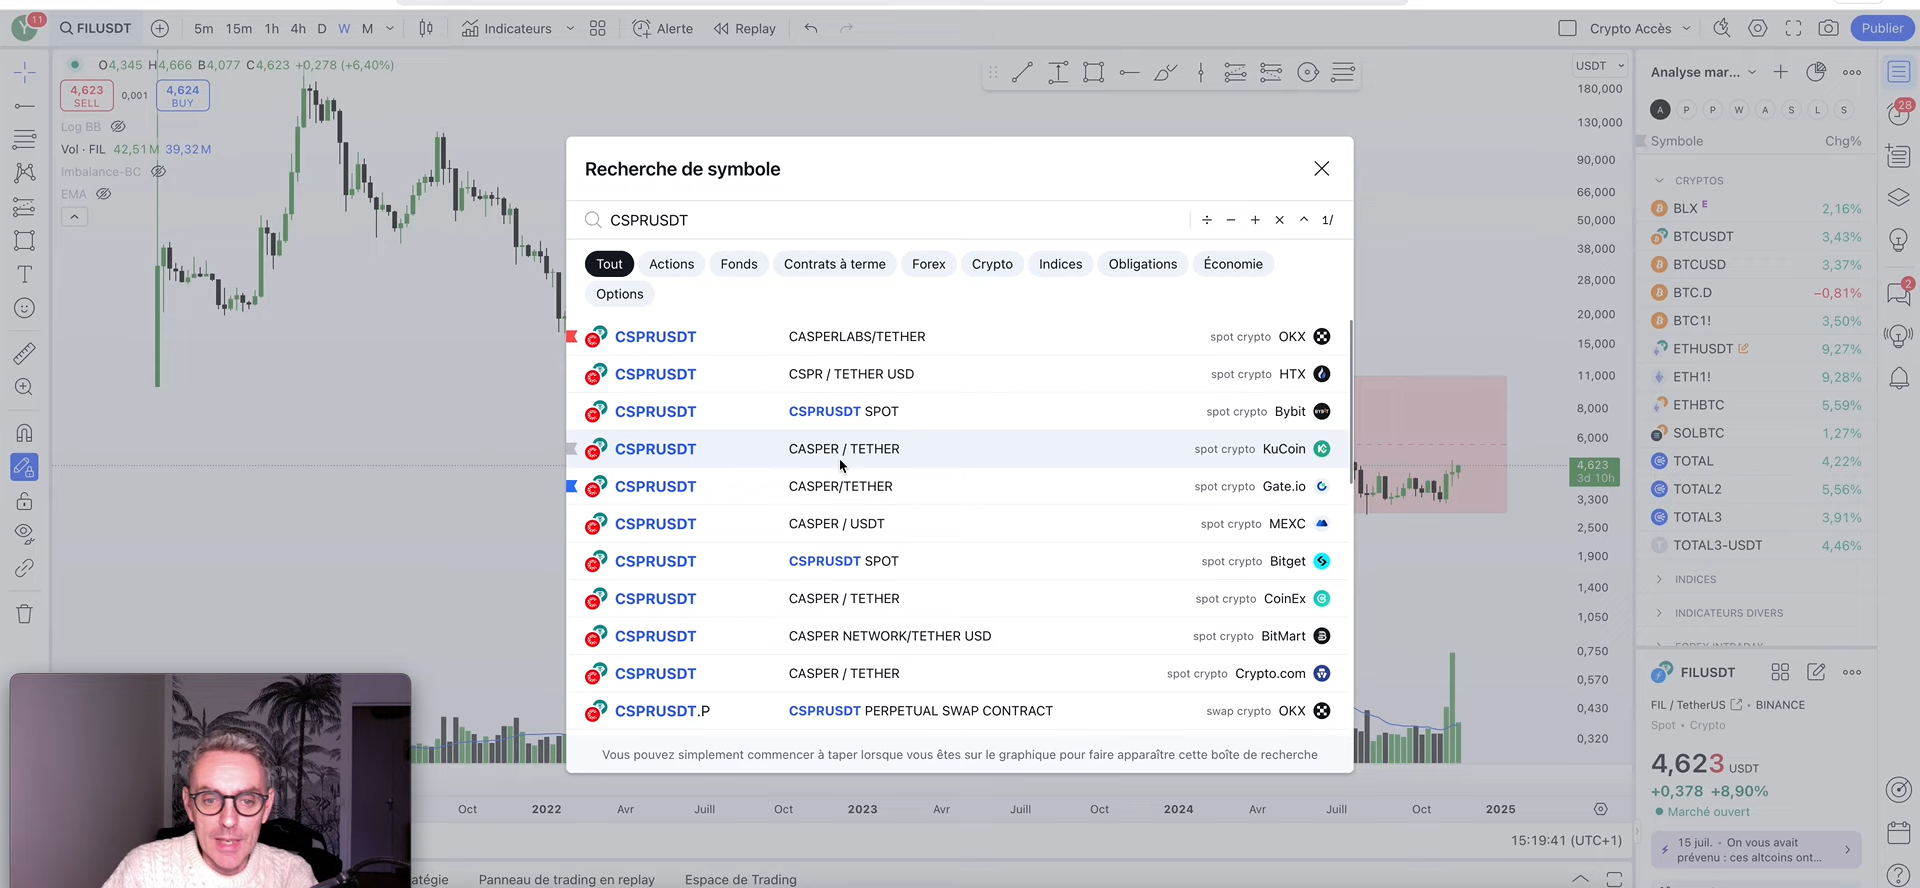 Y 11 FILUSDT 5m 15m 1h 4h D W M Indicateurs Alerte Replay Crypto Accès Publier
O4,345 H4,666 B4,077 C4,623 +0,278 (+6,40%)
4,623 SELL 0,001 4,624 BUY
Log BB
Vol · FIL 42,51M 39,32M
Imbalance-BC
EMA
Recherche de symbole
CSPRUSDT ÷ − + × ^ 1/
Tout Actions Fonds Contrats à terme Forex Crypto Indices Obligations Économie
Options
CSPRUSDT CASPERLABS/TETHER spot crypto OKX
CSPRUSDT CSPR / TETHER USD spot crypto HTX
CSPRUSDT CSPRUSDT SPOT spot crypto Bybit
CSPRUSDT CASPER / TETHER spot crypto KuCoin
CSPRUSDT CASPER/TETHER spot crypto Gate.io
CSPRUSDT CASPER / USDT spot crypto MEXC
CSPRUSDT CSPRUSDT SPOT spot crypto Bitget
CSPRUSDT CASPER / TETHER spot crypto CoinEx
CSPRUSDT CASPER NETWORK/TETHER USD spot crypto BitMart
CSPRUSDT CASPER / TETHER spot crypto Crypto.com
CSPRUSDT.P CSPRUSDT PERPETUAL SWAP CONTRACT swap crypto OKX
Vous pouvez simplement commencer à taper lorsque vous êtes sur le graphique pour faire apparaître cette boîte de recherche
USDT
180,000
130,000
90,000
66,000
50,000
38,000
28,000
20,000
15,000
11,000
8,000
6,000
4,623
3d 10h
3,300
2,500
1,900
1,400
1,050
0,750
0,570
0,430
0,320
Oct 2022 Avr Juill Oct 2023 Avr Juill Oct 2024 Avr Juil Oct 2025
15:19:41 (UTC+1)
atégie Panneau de trading en replay Espace de Trading
Analyse mar...
A P P W A S L S
Symbole Chg%
CRYPTOS
BLX E 2,16%
BTCUSDT 3,43%
BTCUSD 3,37%
BTC.D −0,81%
BTC1! 3,50%
ETHUSDT 9,27%
ETH1! 9,28%
ETHBTC 5,59%
SOLBTC 1,27%
TOTAL 4,22%
TOTAL2 5,56%
TOTAL3 3,91%
TOTAL3-USDT 4,46%
INDICES
INDICATEURS DIVERS
FOREX INTRADAY
FILUSDT
FIL / TetherUS • BINANCE
Spot • Crypto
4,623 USDT
+0,378 +8,90%
Marché ouvert
15 juil. • On vous avait
prévenu : ces altcoins ont...
28
2